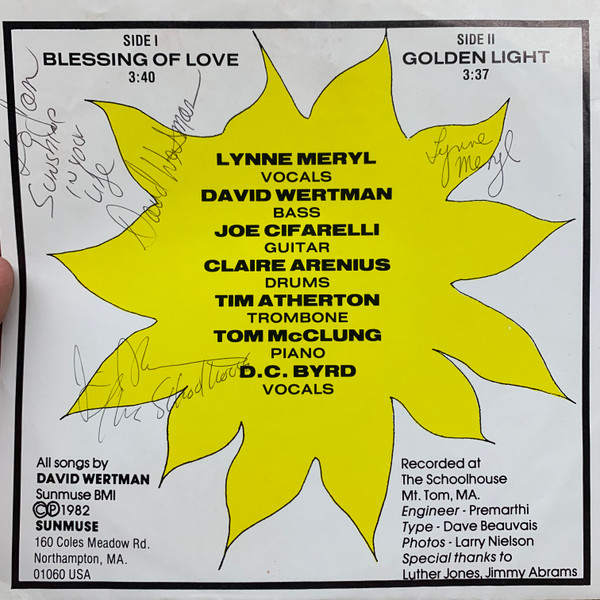 SIDE I
BLESSING OF LOVE
3:40
SIDE II
GOLDEN LIGHT
3:37
Sunshine
in your
life
David Wertman
Lynne
Meryl
LYNNE MERYL
VOCALS
DAVID WERTMAN
BASS
JOE CIFARELLI
GUITAR
CLAIRE ARENIUS
DRUMS
TIM ATHERTON
TROMBONE
TOM McCLUNG
PIANO
D.C. BYRD
VOCALS
Schoolhouse
All songs by
DAVID WERTMAN
Sunmuse BMI
©℗1982
SUNMUSE
160 Coles Meadow Rd.
Northampton, MA.
01060 USA
Recorded at
The Schoolhouse
Mt. Tom, MA.
Engineer - Premarthi
Type - Dave Beauvais
Photos - Larry Nielson
Special thanks to
Luther Jones, Jimmy Abrams